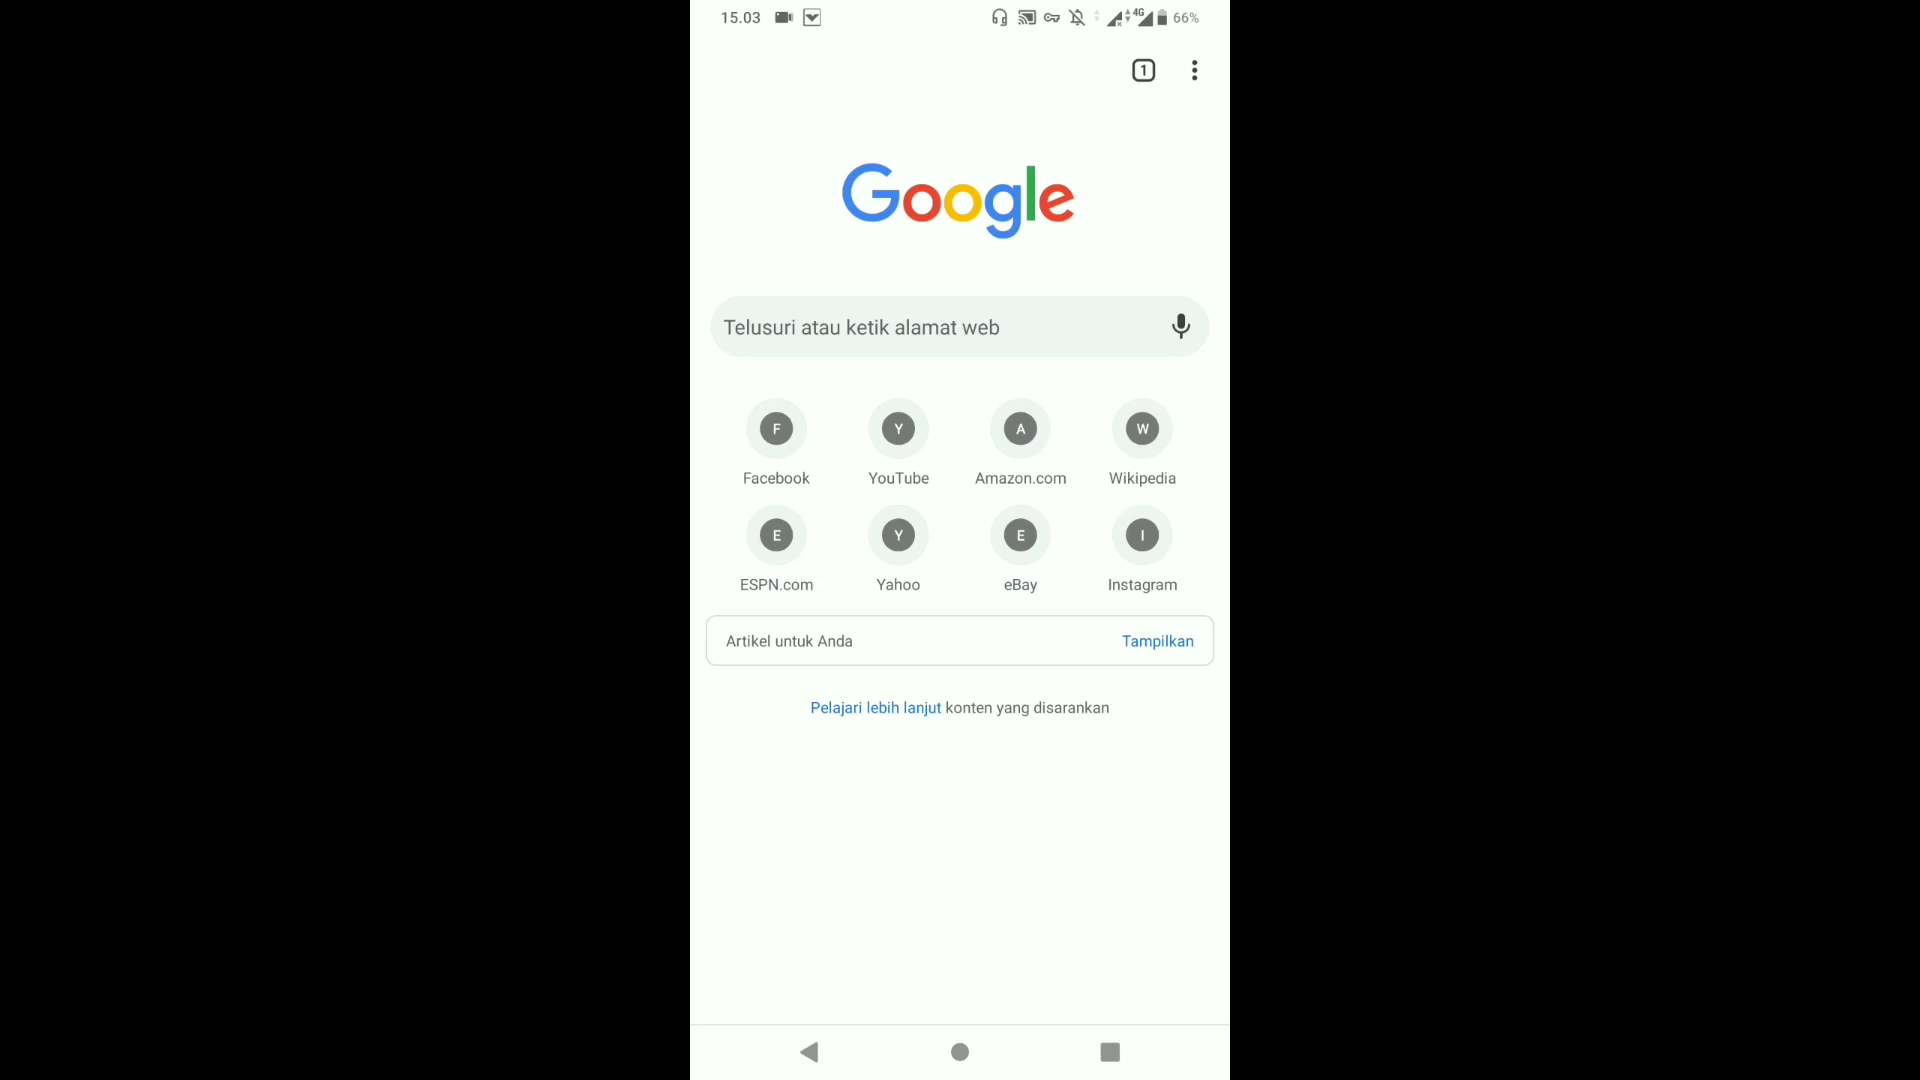 15.03 4G 66%
1
Google
Telusuri atau ketik alamat web
F Y A W
Facebook YouTube Amazon.com Wikipedia
E Y E I
ESPN.com Yahoo eBay Instagram
Artikel untuk Anda Tampilkan
Pelajari lebih lanjut konten yang disarankan